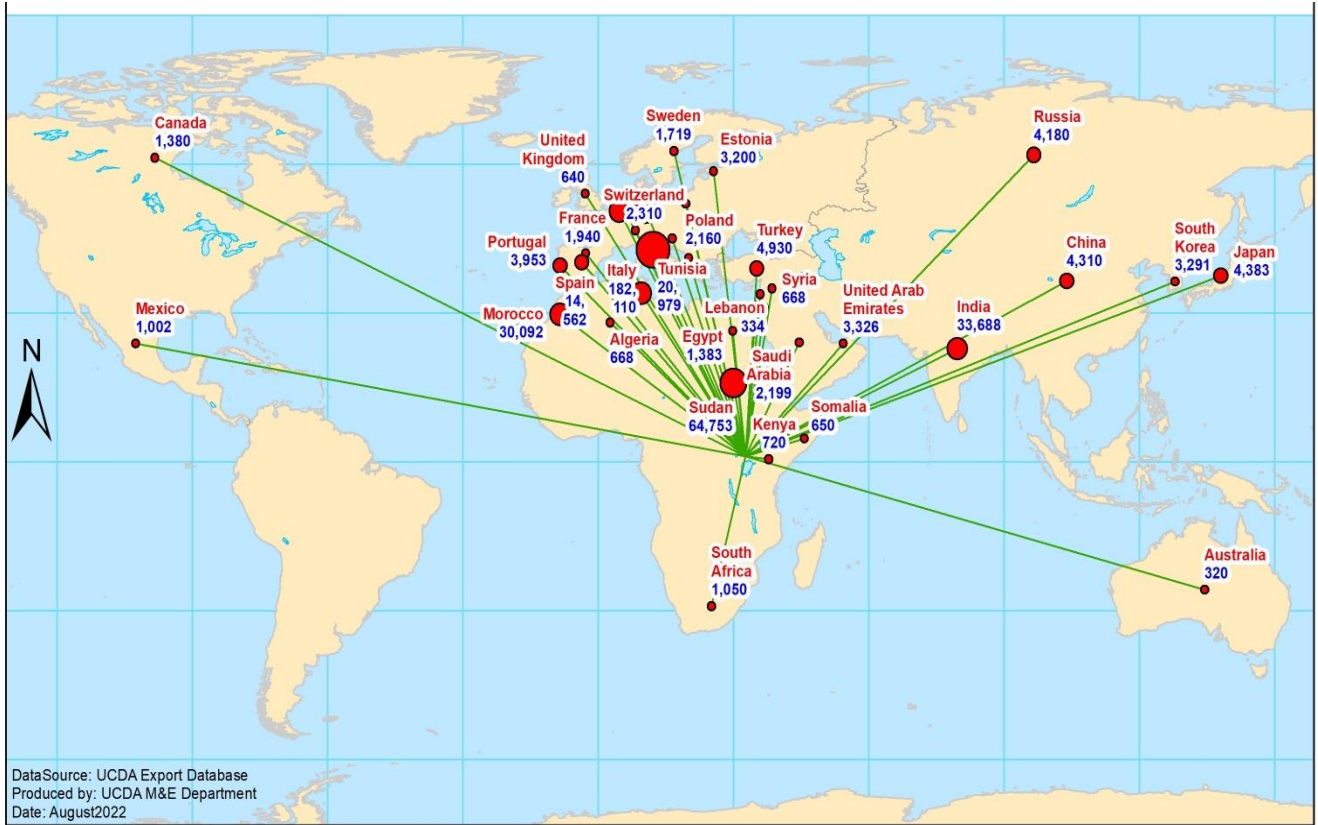 Canada
1,380
Sweden
1,719
Estonia
3,200
Russia
4,180
United
Kingdom
640
Switzerland
2,310
France
1,940
Poland
2,160
Portugal
3,953
Turkey
4,930
China
4,310
South
Korea
3,291
Japan
4,383
Italy
182,
110
Tunisia
20,
979
Spain
14,
562
Syria
668
United Arab
Emirates
3,326
India
33,688
Mexico
1,002
Morocco
30,092
Algeria
668
Lebanon
334
Egypt
1,383
Saudi
Arabia
2,199
N
Sudan
64,753
Kenya
720
Somalia
650
South
Africa
1,050
Australia
320
DataSource: UCDA Export Database
Produced by: UCDA M&E Department
Date: August2022